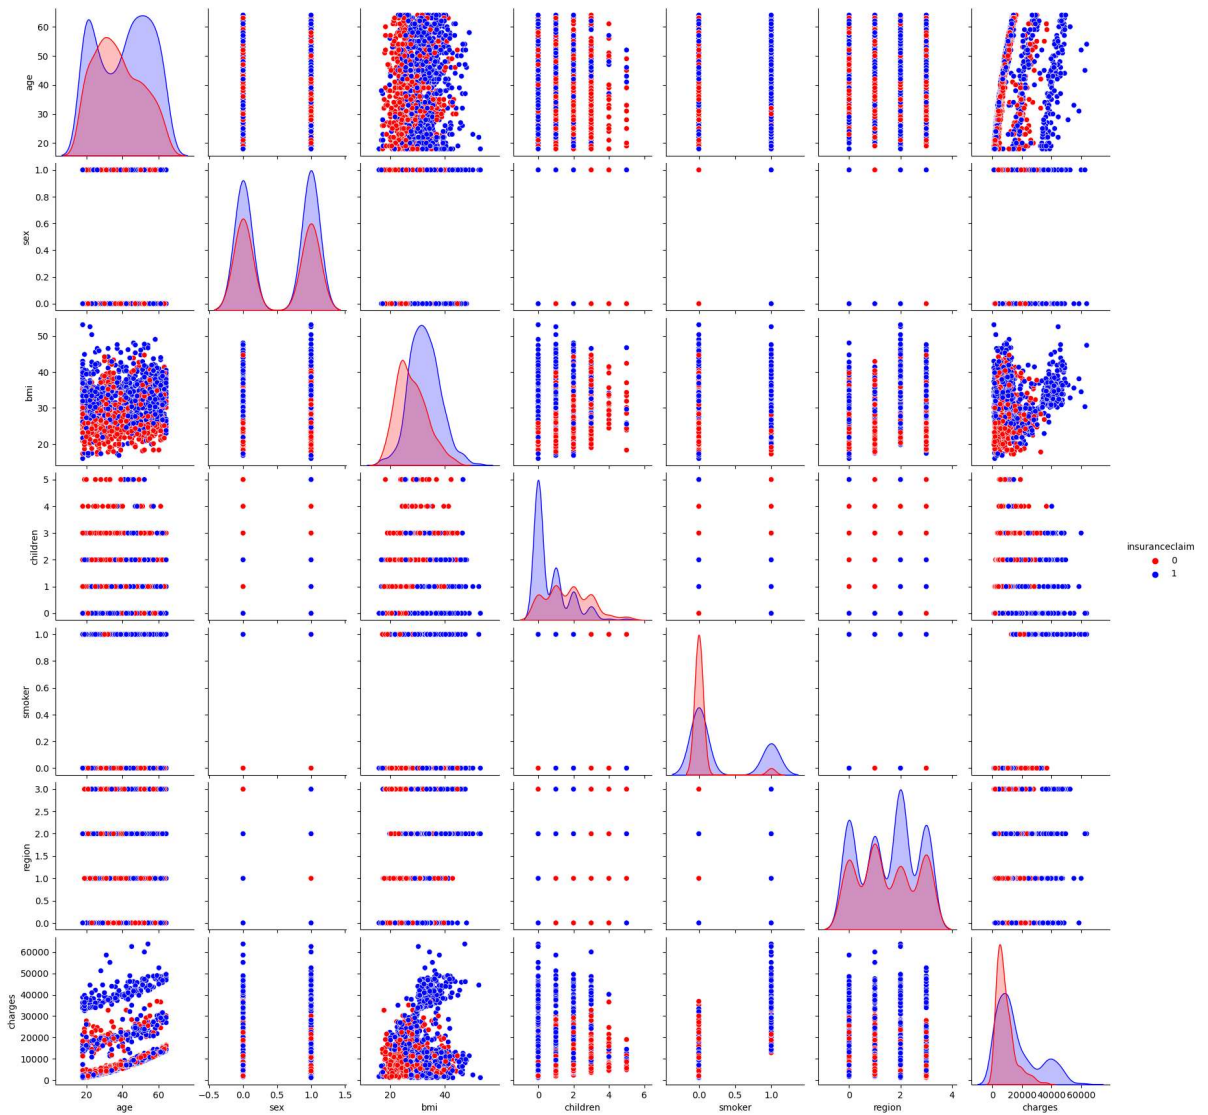 60
50
40
30
20
age
1.0
0.8
0.6
0.4
0.2
0.0
sex
50
40
30
20
bmi
5
4
3
2
1
0
children
insuranceclaim
0
1
1.0
0.8
0.6
0.4
0.2
0.0
smoker
3.0
2.5
2.0
1.5
1.0
0.5
0.0
region
60000
50000
40000
30000
20000
10000
0
charges
20 40 60
−0.5 0.0 0.5 1.0 1.5
20 40
0 2 4 6
0.0 0.5 1.0
0 2 4
0 20000 40000 60000
age sex bmi children smoker region charges